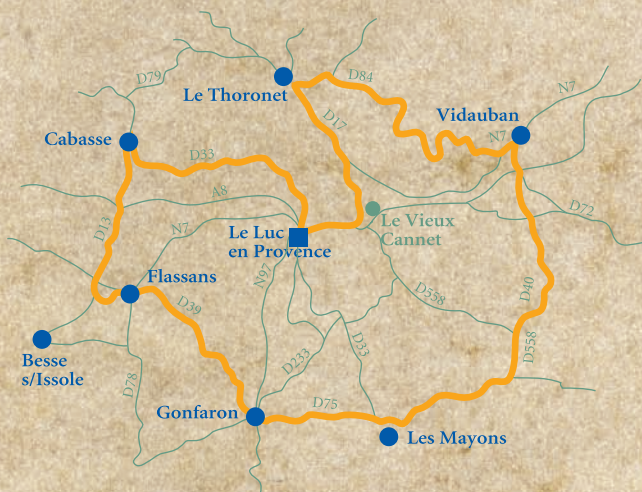 D79
Le Thoronet
D84
N7
D17
Vidauban
N7
Cabasse
D33
A8
D72
Le Vieux
Cannet
D13
N7
Le Luc
en Provence
Flassans
N97
D39
D558
D40
D558
D33
D233
Besse
s/Issole
D78
Gonfaron
D75
Les Mayons